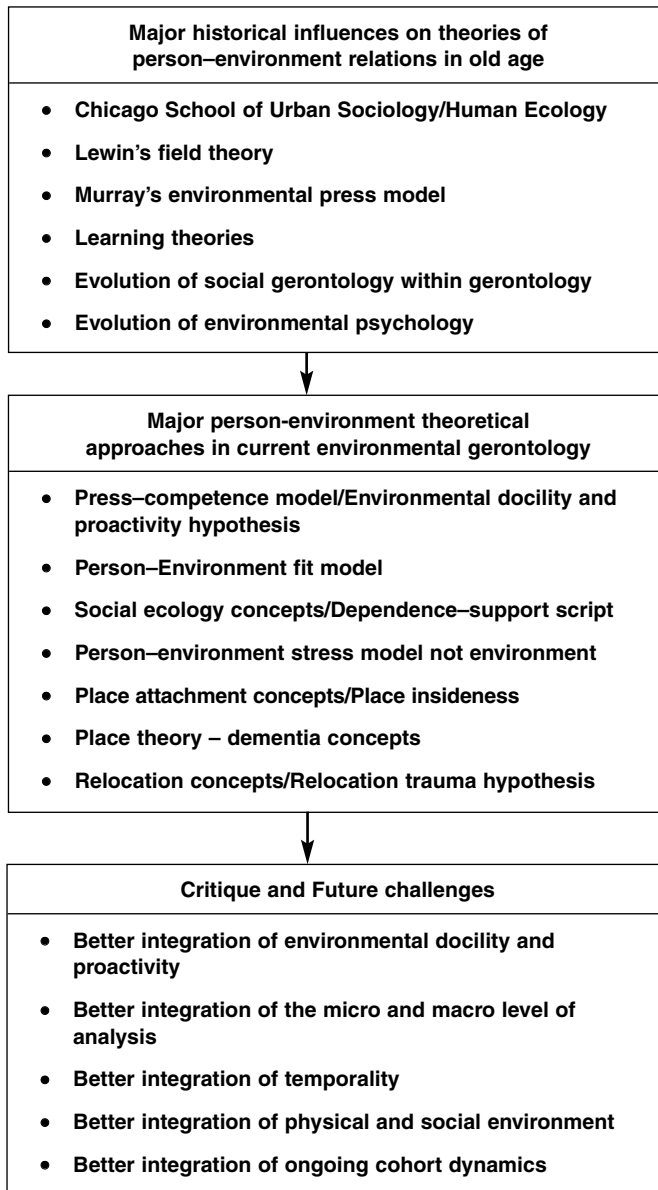 Major historical influences on theories of
person–environment relations in old age
• Chicago School of Urban Sociology/Human Ecology
• Lewin's field theory
• Murray's environmental press model
• Learning theories
• Evolution of social gerontology within gerontology
• Evolution of environmental psychology
Major person-environment theoretical
approaches in current environmental gerontology
• Press–competence model/Environmental docility and
proactivity hypothesis
• Person–Environment fit model
• Social ecology concepts/Dependence–support script
• Person–environment stress model not environment
• Place attachment concepts/Place insideness
• Place theory – dementia concepts
• Relocation concepts/Relocation trauma hypothesis
Critique and Future challenges
• Better integration of environmental docility and
proactivity
• Better integration of the micro and macro level of
analysis
• Better integration of temporality
• Better integration of physical and social environment
• Better integration of ongoing cohort dynamics